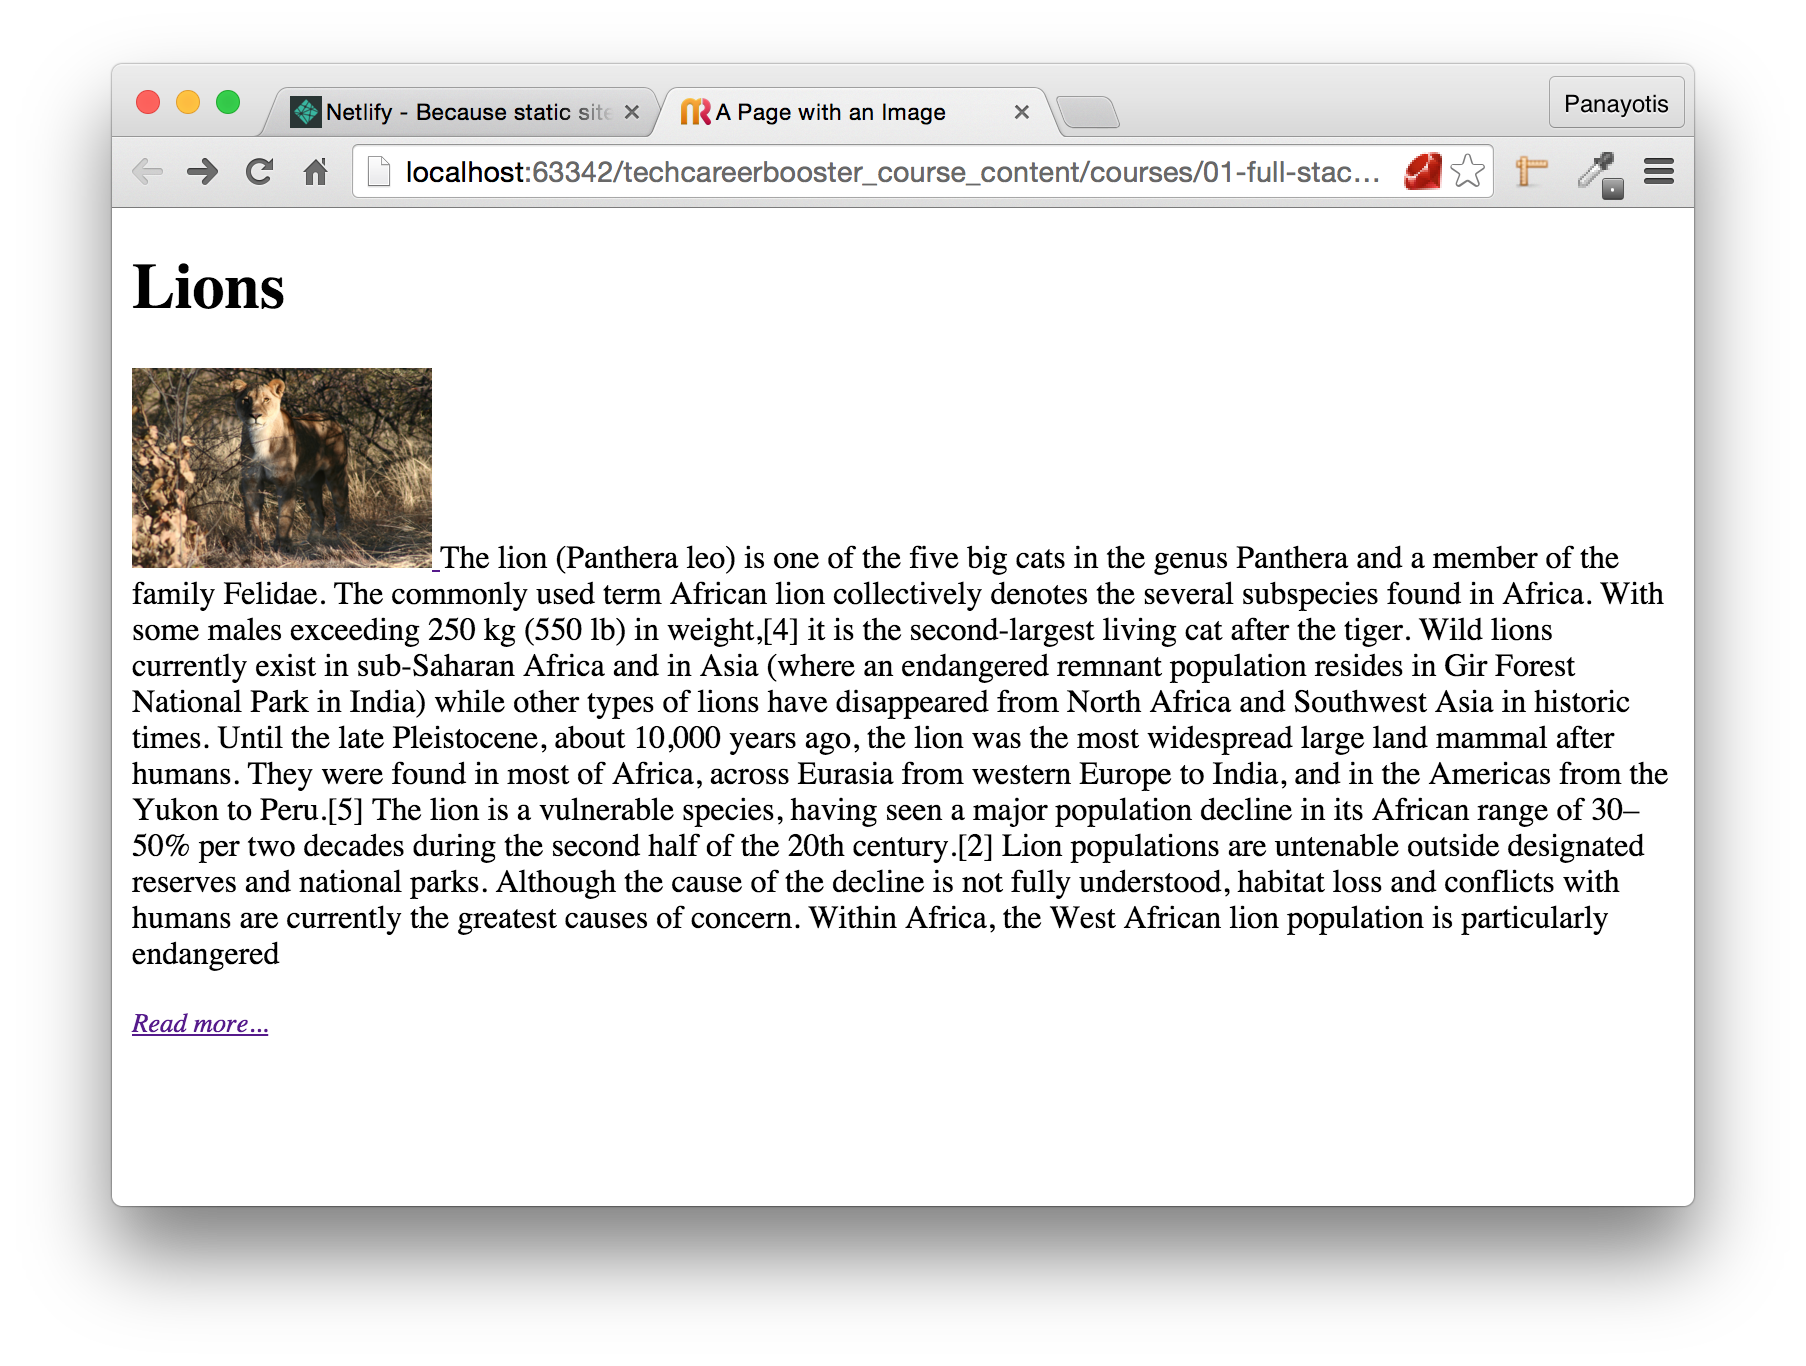 Netlify - Because static site
A Page with an Image
Panayotis
localhost:63342/techcareerbooster_course_content/courses/01-full-stac...
Lions
The lion (Panthera leo) is one of the five big cats in the genus Panthera and a member of the
family Felidae. The commonly used term African lion collectively denotes the several subspecies found in Africa. With
some males exceeding 250 kg (550 lb) in weight,[4] it is the second-largest living cat after the tiger. Wild lions
currently exist in sub-Saharan Africa and in Asia (where an endangered remnant population resides in Gir Forest
National Park in India) while other types of lions have disappeared from North Africa and Southwest Asia in historic
times. Until the late Pleistocene, about 10,000 years ago, the lion was the most widespread large land mammal after
humans. They were found in most of Africa, across Eurasia from western Europe to India, and in the Americas from the
Yukon to Peru.[5] The lion is a vulnerable species, having seen a major population decline in its African range of 30–
50% per two decades during the second half of the 20th century.[2] Lion populations are untenable outside designated
reserves and national parks. Although the cause of the decline is not fully understood, habitat loss and conflicts with
humans are currently the greatest causes of concern. Within Africa, the West African lion population is particularly
endangered
Read more...